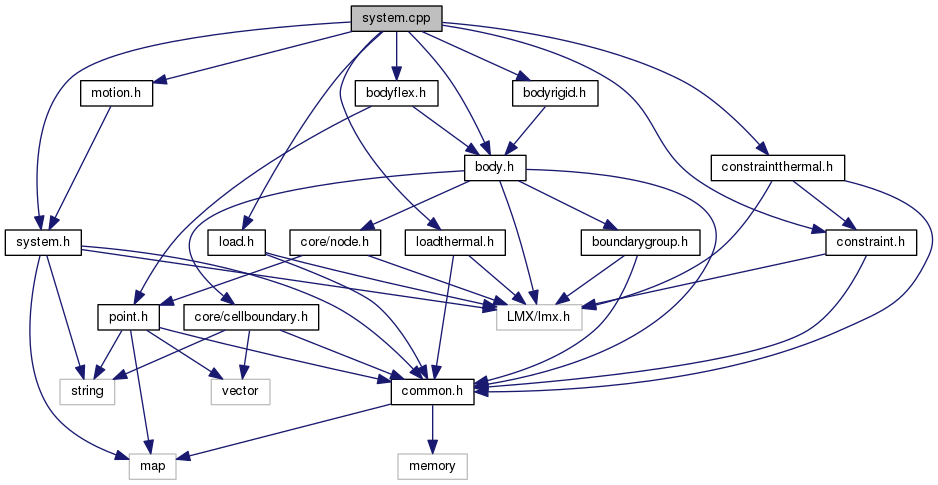 system.cpp
motion.h
bodyflex.h
bodyrigid.h
body.h
constraintthermal.h
system.h
load.h
core/node.h
loadthermal.h
boundarygroup.h
constraint.h
point.h
core/cellboundary.h
LMX/lmx.h
string
vector
common.h
map
memory